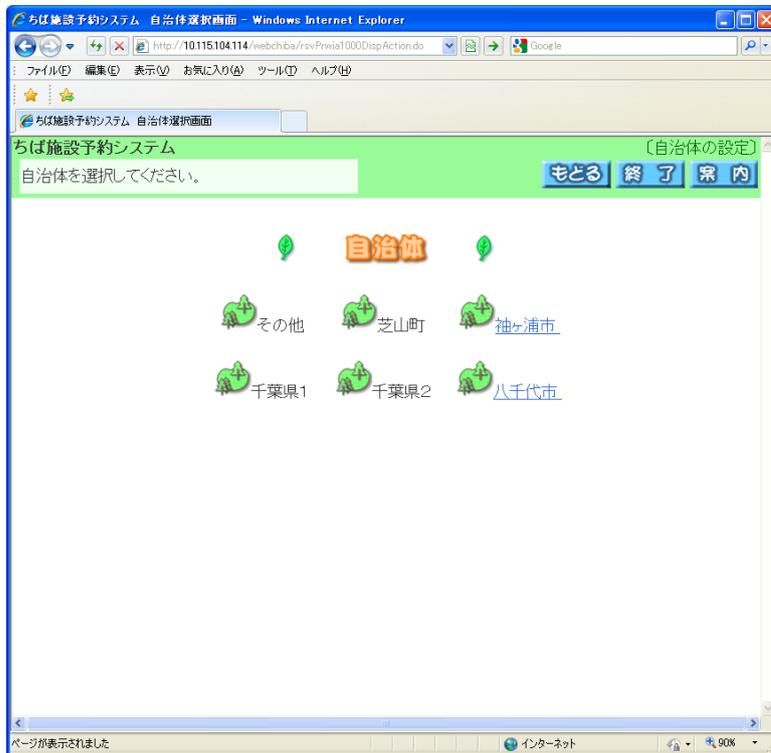 ちば施設予約システム 自治体選択画面 - Windows Internet Explorer
http://10.115.104.114/webchiba/rsvPrwia1000DispAction.do
Google
ファイル(F) 編集(E) 表示(V) お気に入り(A) ツール(T) ヘルプ(H)
ちば施設予約システム 自治体選択画面
ちば施設予約システム 〔自治体の設定〕
自治体を選択してください。 もどる 終了 案内
自治体
その他 芝山町 袖ヶ浦市
千葉県1 千葉県2 八千代市
ページが表示されました インターネット 90%